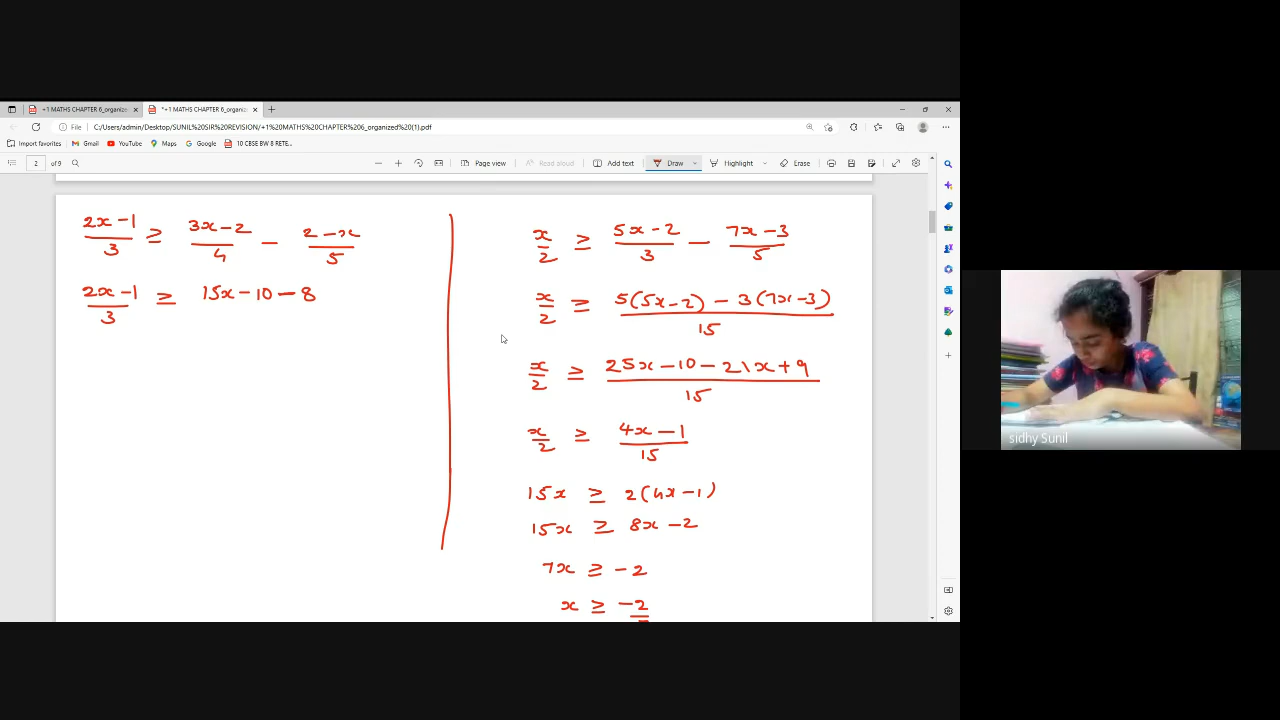 +1 MATHS CHAPTER 6_organize
*+1 MATHS CHAPTER 6_organiz
File C:/Users/admin/Desktop/SUNIL%20SIR%20REVISION/+1%20MATHS%20CHAPTER%206_organized%20(1).pdf
Import favorites Gmail YouTube Maps Google 10 CBSE BW 8 RETE...
2 of 9 Page view Read aloud Add text Draw Highlight Erase
2x-1/3 ≥ 3x-2/4 - 2-x/5
2x-1/3 ≥ 15x-10-8
x/2 ≥ 5x-2/3 - 7x-3/5
x/2 ≥ 5(5x-2) - 3(7x-3)/15
x/2 ≥ 25x-10-21x+9/15
x/2 ≥ 4x-1/15
15x ≥ 2(4x-1)
15x ≥ 8x-2
7x ≥ -2
x ≥ -2
sidhy Sunil